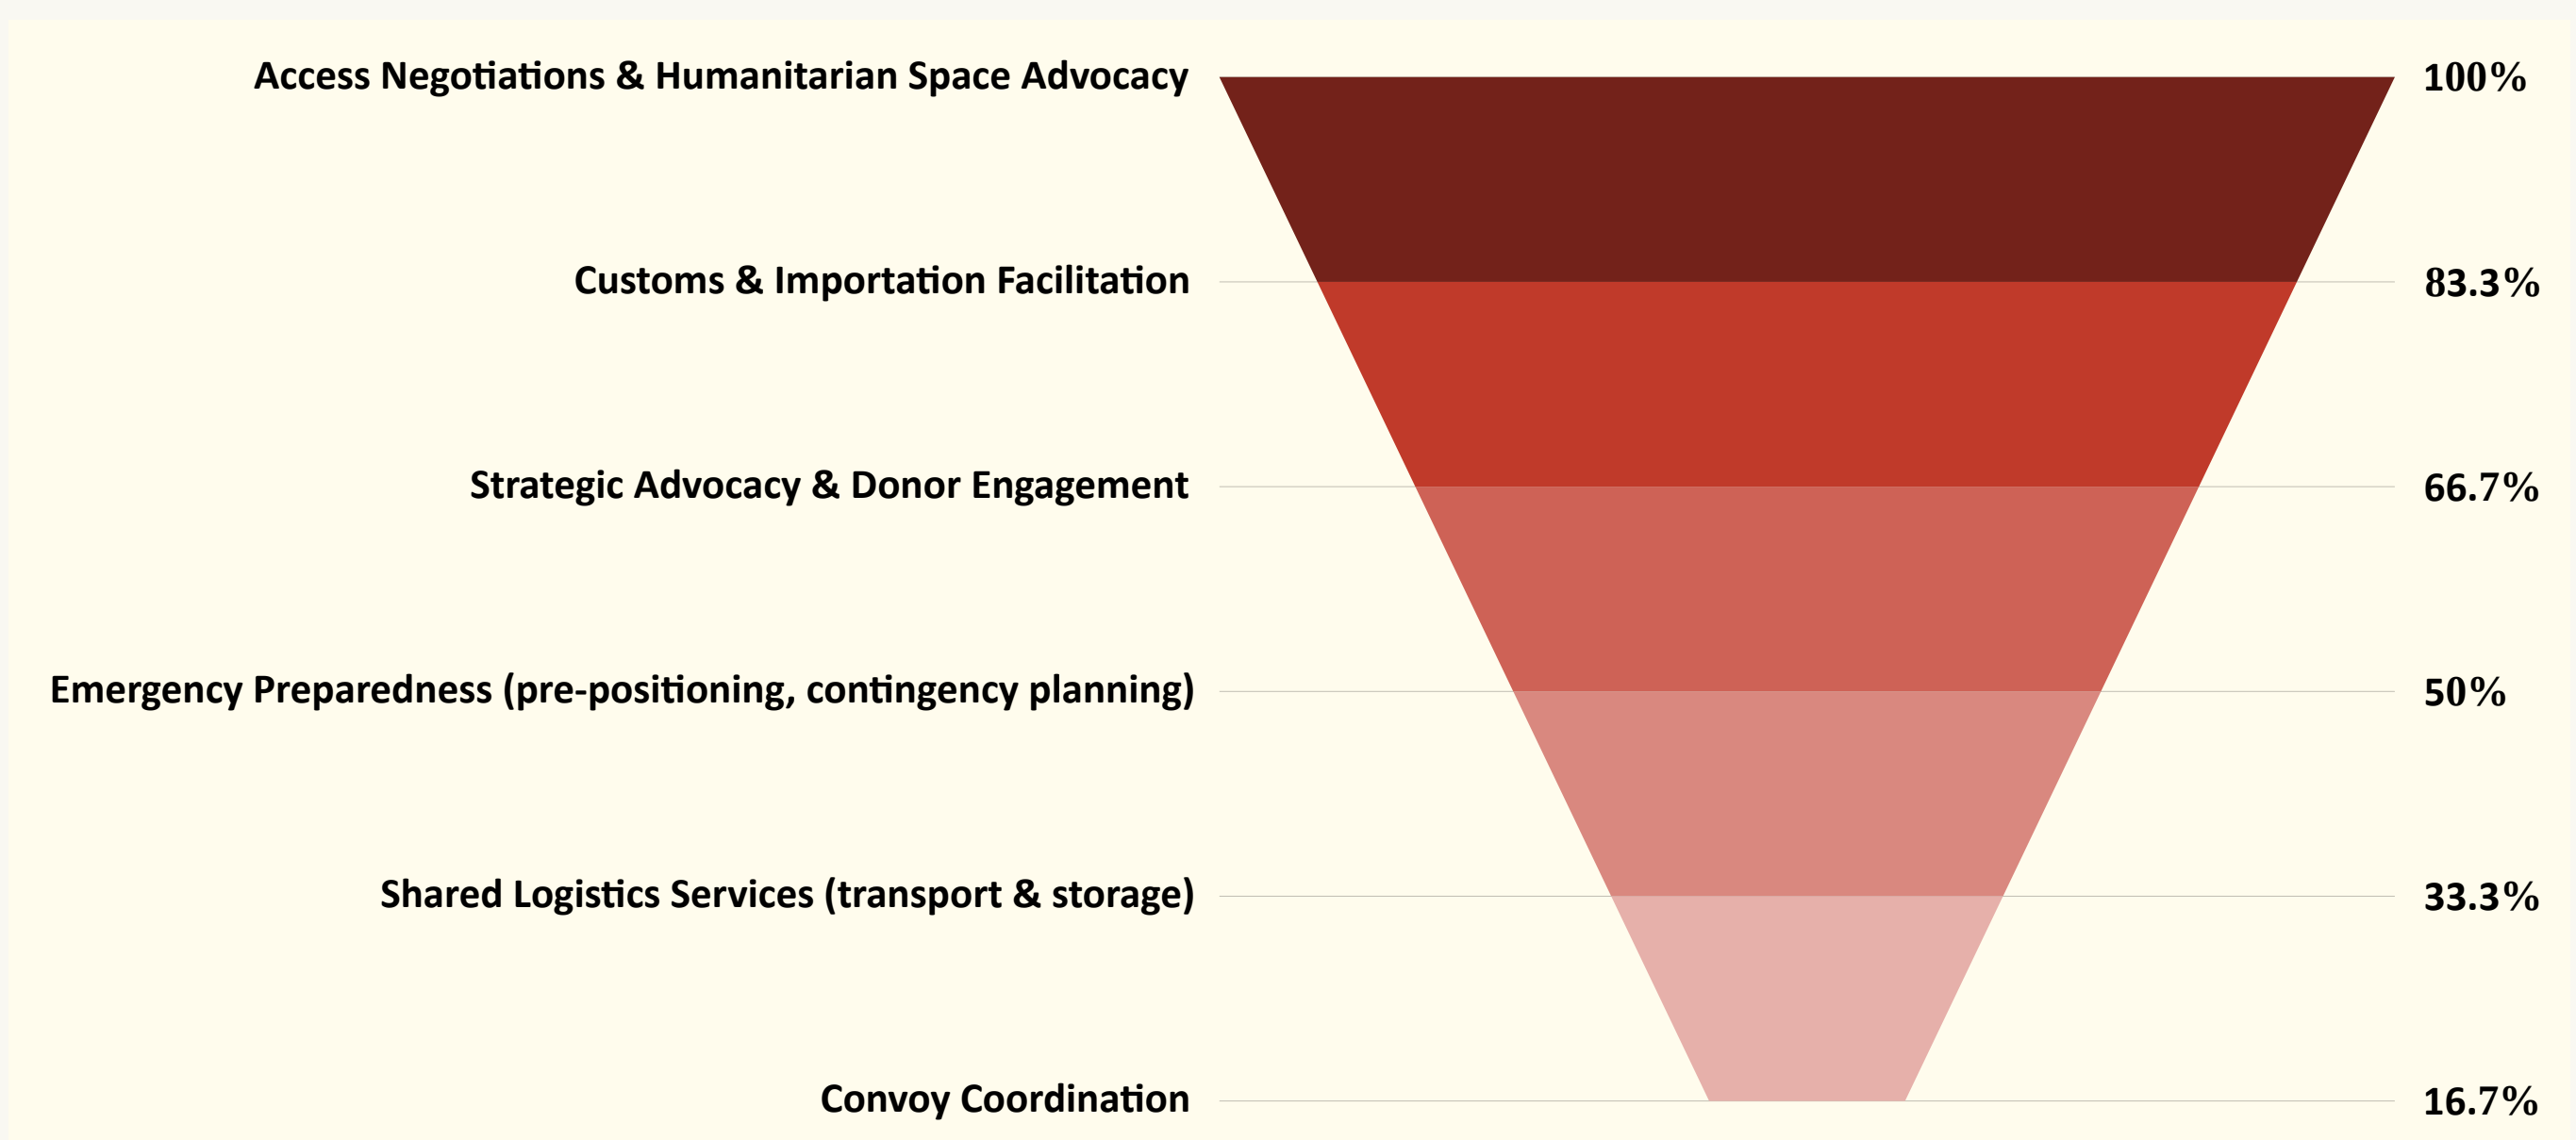 Access Negotiations & Humanitarian Space Advocacy 100%
Customs & Importation Facilitation 83.3%
Strategic Advocacy & Donor Engagement 66.7%
Emergency Preparedness (pre-positioning, contingency planning) 50%
Shared Logistics Services (transport & storage) 33.3%
Convoy Coordination 16.7%